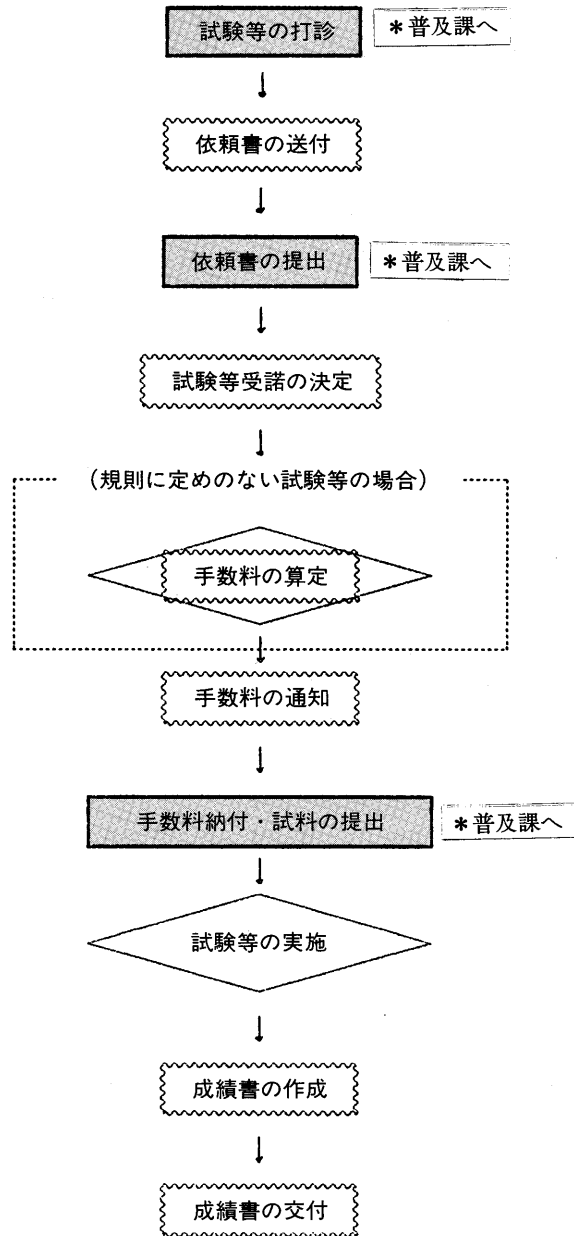 試験等の打診 *普及課へ
依頼書の送付
依頼書の提出 *普及課へ
試験等受諾の決定
(規則に定めのない試験等の場合)
手数料の算定
手数料の通知
手数料納付・試料の提出 *普及課へ
試験等の実施
成績書の作成
成績書の交付